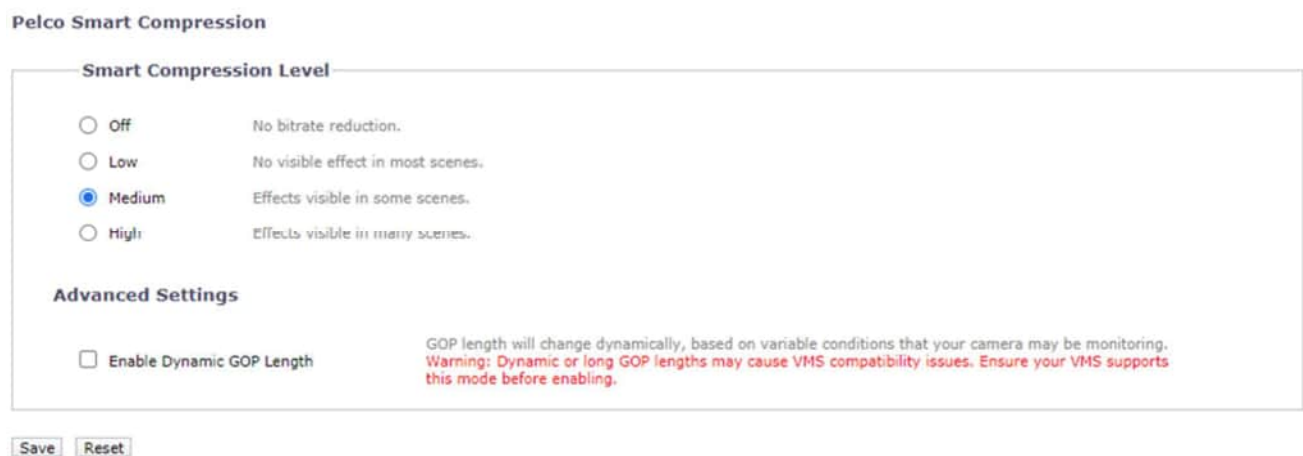 Pelco Smart Compression
Smart Compression Level
Off No bitrate reduction.
Low No visible effect in most scenes.
Medium Effects visible in some scenes.
High Effects visible in many scenes.
Advanced Settings
GOP length will change dynamically, based on variable conditions that your camera may be monitoring.
Enable Dynamic GOP Length Warning: Dynamic or long GOP lengths may cause VMS compatibility issues. Ensure your VMS supports
this mode before enabling.
Save Reset